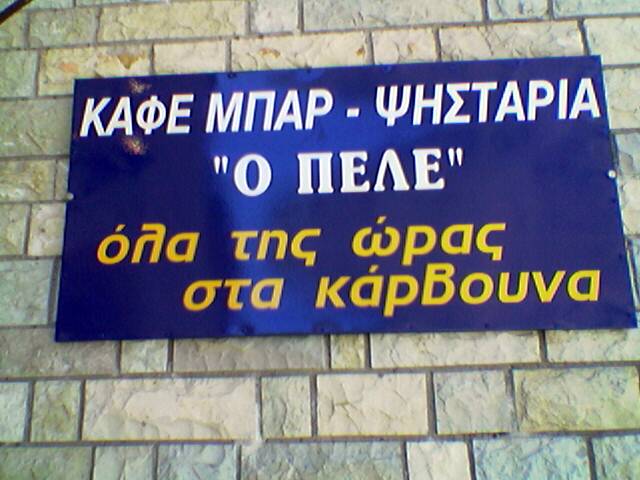 ΚΑΦΕ ΜΠΑΡ - ΨΗΣΤΑΡΙΑ
"Ο ΠΕΛΕ"
όλα της ώρας
στα κάρβουνα